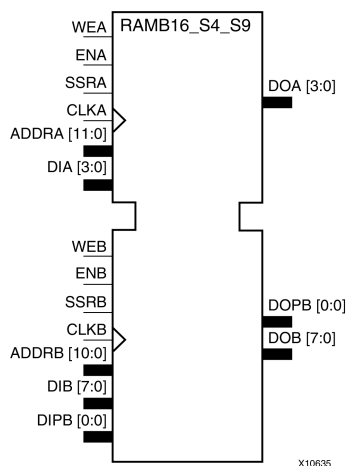 RAMB16_S4_S9
WEA
ENA
SSRA
CLKA
ADDRA [11:0]
DIA [3:0]
DOA [3:0]
WEB
ENB
SSRB
CLKB
ADDRB [10:0]
DIB [7:0]
DIPB [0:0]
DOPB [0:0]
DOB [7:0]
X10635